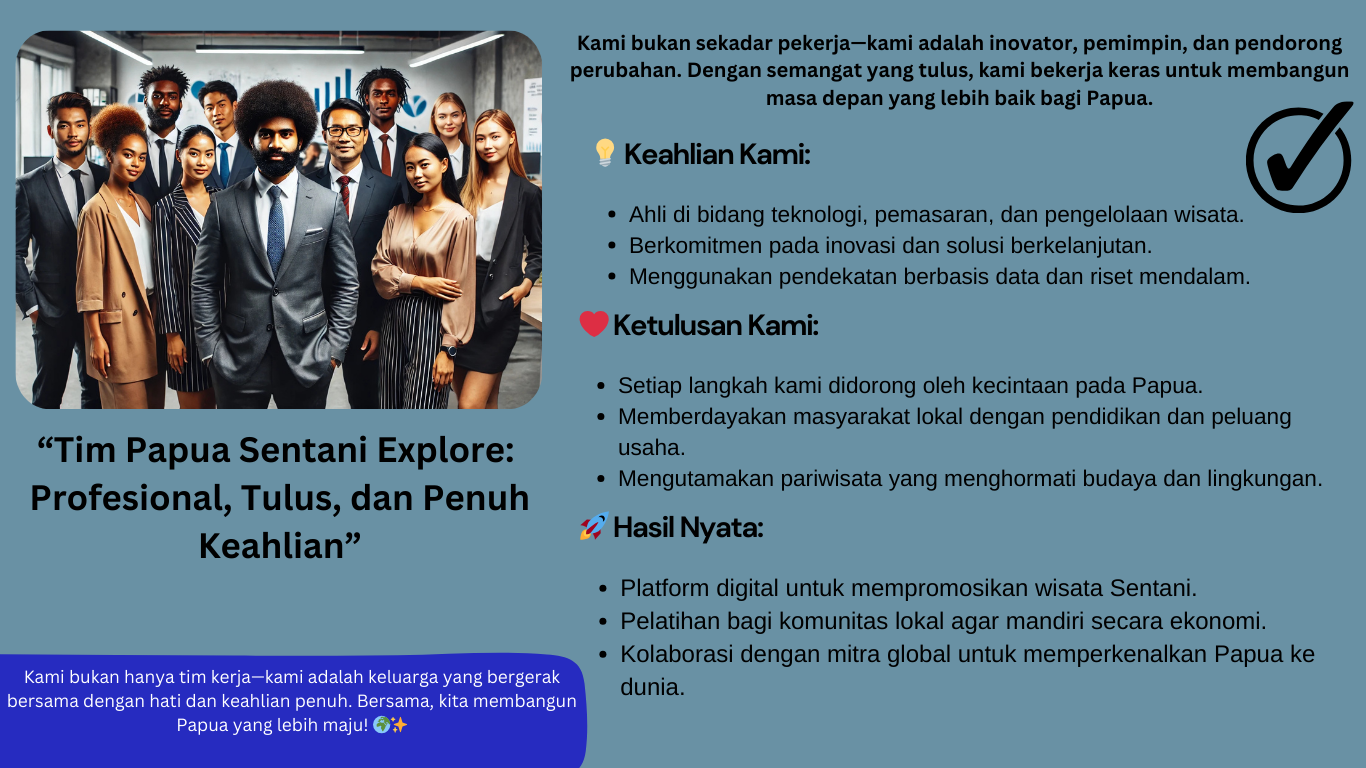 Kami bukan sekadar pekerja—kami adalah inovator, pemimpin, dan pendorong
perubahan. Dengan semangat yang tulus, kami bekerja keras untuk membangun
masa depan yang lebih baik bagi Papua.
💡 Keahlian Kami:
• Ahli di bidang teknologi, pemasaran, dan pengelolaan wisata.
• Berkomitmen pada inovasi dan solusi berkelanjutan.
• Menggunakan pendekatan berbasis data dan riset mendalam.
❤️ Ketulusan Kami:
• Setiap langkah kami didorong oleh kecintaan pada Papua.
• Memberdayakan masyarakat lokal dengan pendidikan dan peluang
usaha.
• Mengutamakan pariwisata yang menghormati budaya dan lingkungan.
🚀 Hasil Nyata:
• Platform digital untuk mempromosikan wisata Sentani.
• Pelatihan bagi komunitas lokal agar mandiri secara ekonomi.
• Kolaborasi dengan mitra global untuk memperkenalkan Papua ke
dunia.
“Tim Papua Sentani Explore:
Profesional, Tulus, dan Penuh
Keahlian”
Kami bukan hanya tim kerja—kami adalah keluarga yang bergerak
bersama dengan hati dan keahlian penuh. Bersama, kita membangun
Papua yang lebih maju! 🌍✨